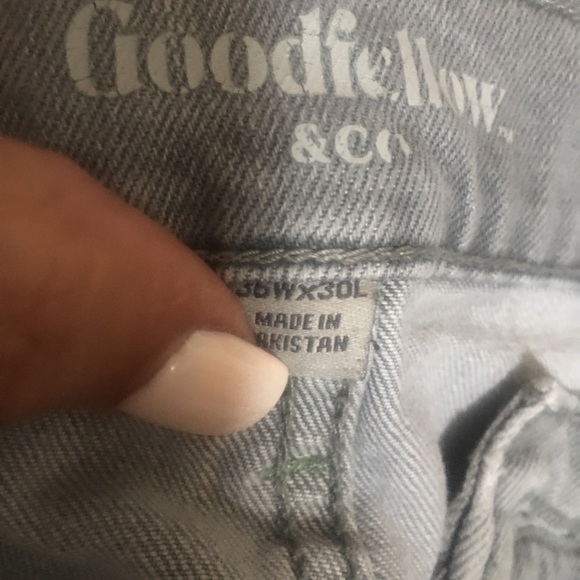 Goodfellow
&CO
36Wx30L
MADE IN
AKISTAN